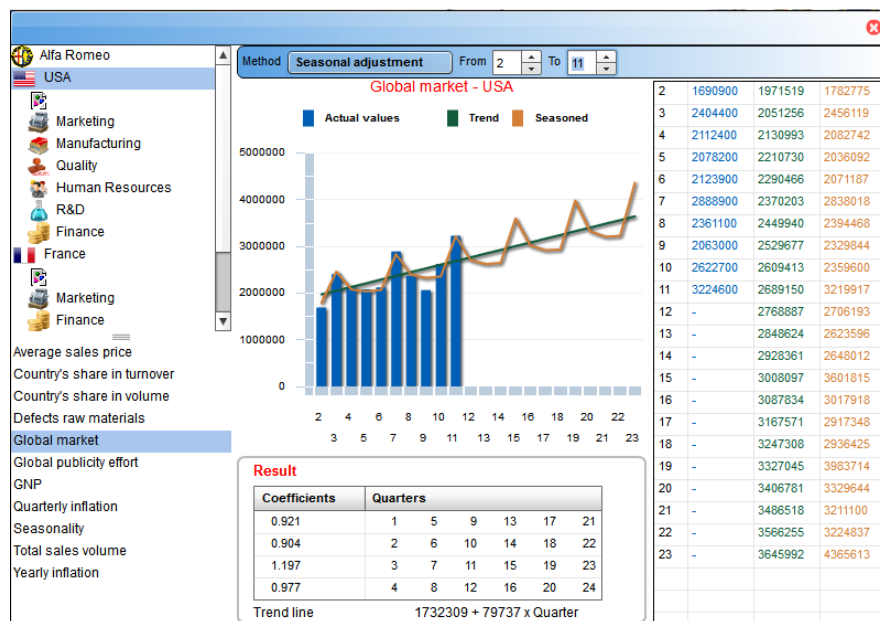 Alfa Romeo
USA
Marketing
Manufacturing
Quality
Human Resources
R&D
Finance
France
Marketing
Finance
Average sales price
Country's share in turnover
Country's share in volume
Defects raw materials
Global market
Global publicity effort
GNP
Quarterly inflation
Seasonality
Total sales volume
Yearly inflation
Method Seasonal adjustment From 2 To 11
Global market - USA
Actual values Trend Seasoned
5000000
4000000
3000000
2000000
1000000
0
2 4 6 8 10 12 14 16 18 20 22
3 5 7 9 11 13 15 17 19 21 23
Result
Coefficients Quarters
0.921 1 5 9 13 17 21
0.904 2 6 10 14 18 22
1.197 3 7 11 15 19 23
0.977 4 8 12 16 20 24
Trend line 1732309 + 79737 x Quarter
2 1690900 1971519 1782775
3 2404400 2051256 2456119
4 2112400 2130993 2082742
5 2078200 2210730 2036092
6 2123900 2290466 2071187
7 2888900 2370203 2838018
8 2361100 2449940 2394468
9 2063000 2529677 2329844
10 2622700 2609413 2359600
11 3224600 2689150 3219917
12 - 2768887 2706193
13 - 2848624 2623596
14 - 2928361 2648012
15 - 3008097 3601815
16 - 3087834 3017918
17 - 3167571 2917348
18 - 3247308 2936425
19 - 3327045 3983714
20 - 3406781 3329644
21 - 3486518 3211100
22 - 3566255 3224837
23 - 3645992 4365613